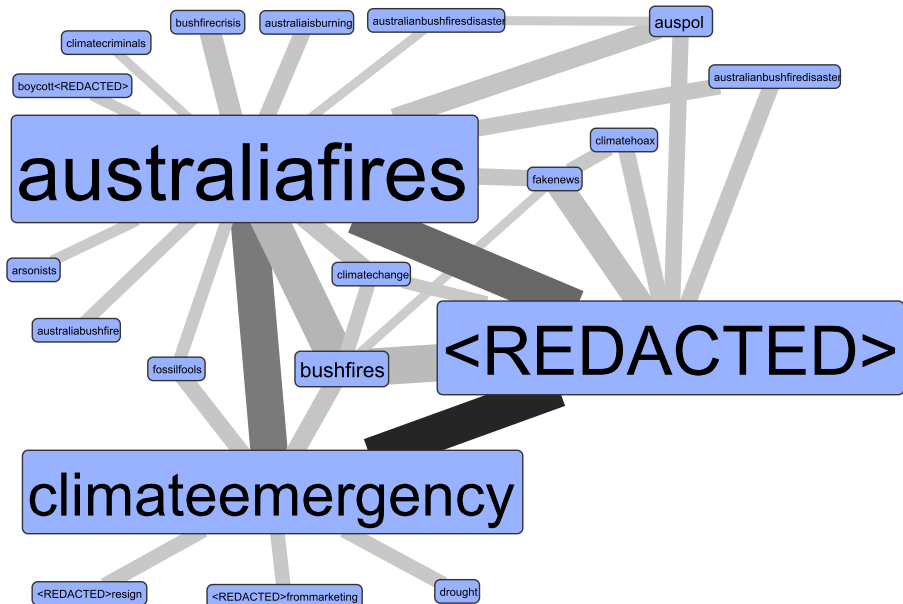 bushfirecrisis
australiaisburning
australianbushfiresdisaster
auspol
climatecriminals
boycott<REDACTED>
australianbushfiredisaster
climatehoax
australiafires
fakenews
arsonists
climatechange
australiabushfire
<REDACTED>
fossilfools
bushfires
climateemergency
<REDACTED>resign
<REDACTED>frommarketing
drought